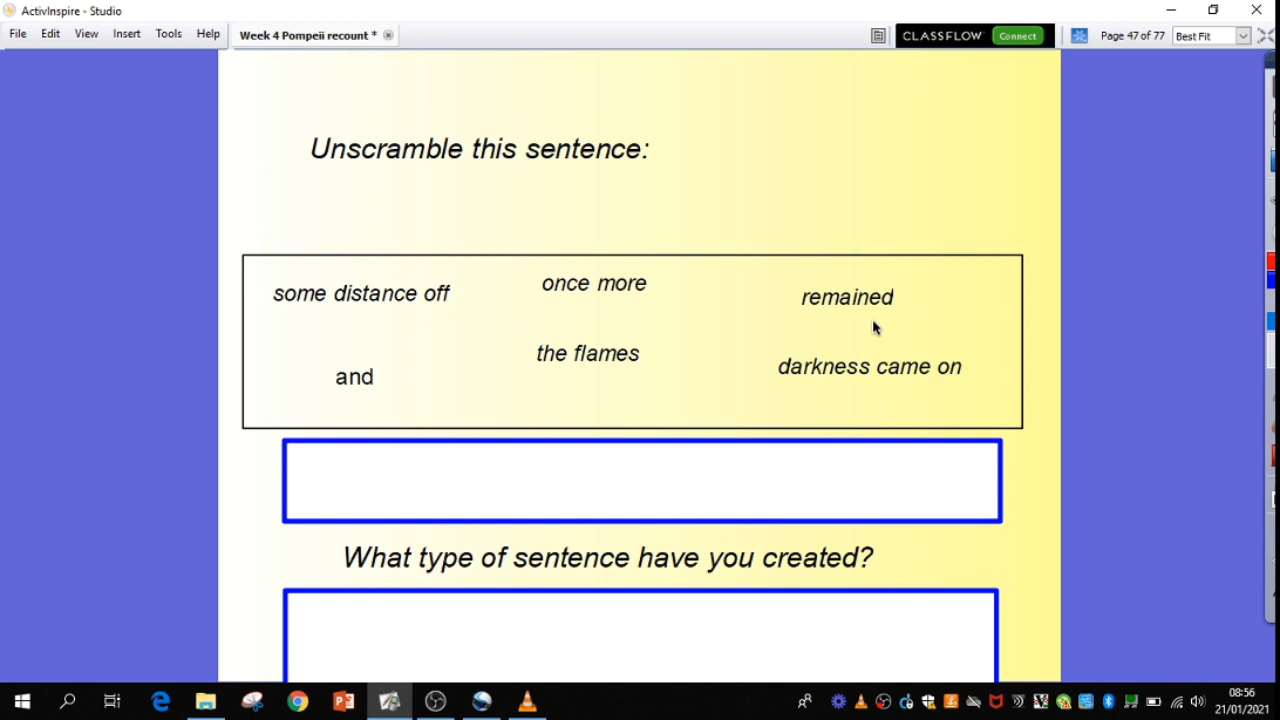 ActivInspire - Studio
File Edit View Insert Tools Help
Week 4 Pompeii recount *
CLASSFLOW Connect
Page 47 of 77
Best Fit
Unscramble this sentence:
some distance off
once more
remained
and
the flames
darkness came on
What type of sentence have you created?
08:56
21/01/2021